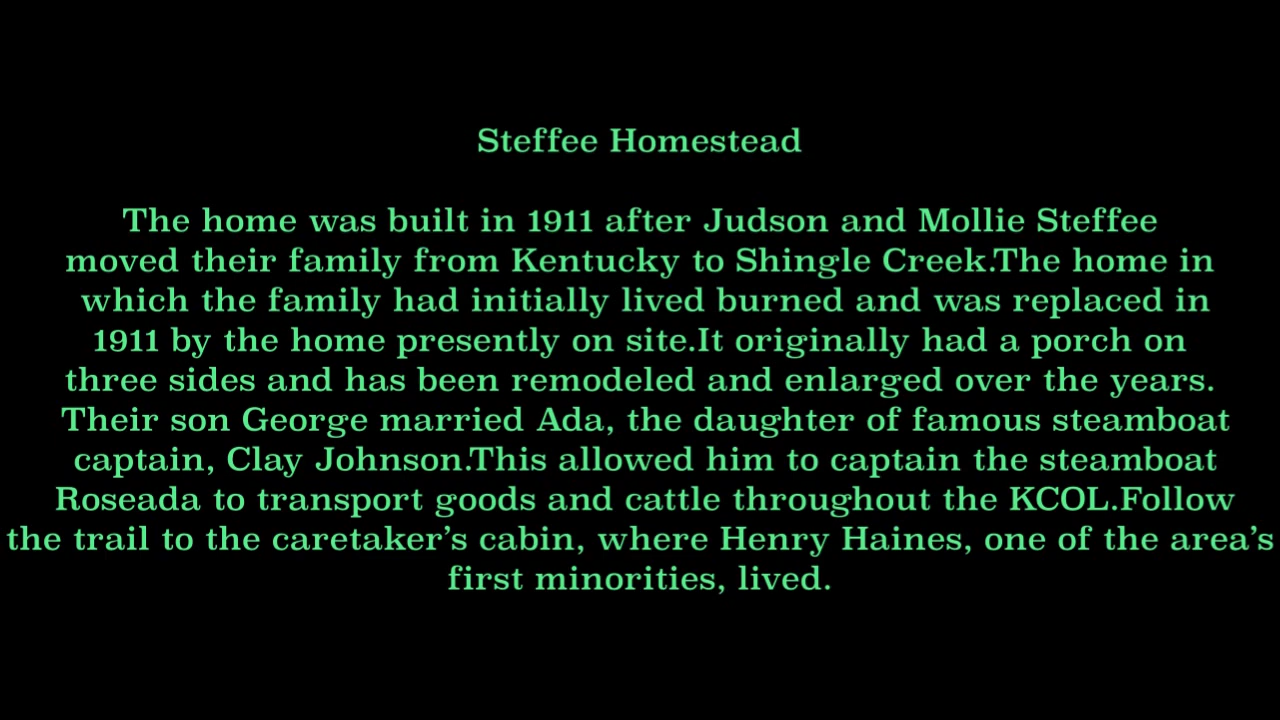 Steffee Homestead
The home was built in 1911 after Judson and Mollie Steffee
moved their family from Kentucky to Shingle Creek.The home in
which the family had initially lived burned and was replaced in
1911 by the home presently on site.It originally had a porch on
three sides and has been remodeled and enlarged over the years.
Their son George married Ada, the daughter of famous steamboat
captain, Clay Johnson.This allowed him to captain the steamboat
Roseada to transport goods and cattle throughout the KCOL.Follow
the trail to the caretaker’s cabin, where Henry Haines, one of the area’s
first minorities, lived.